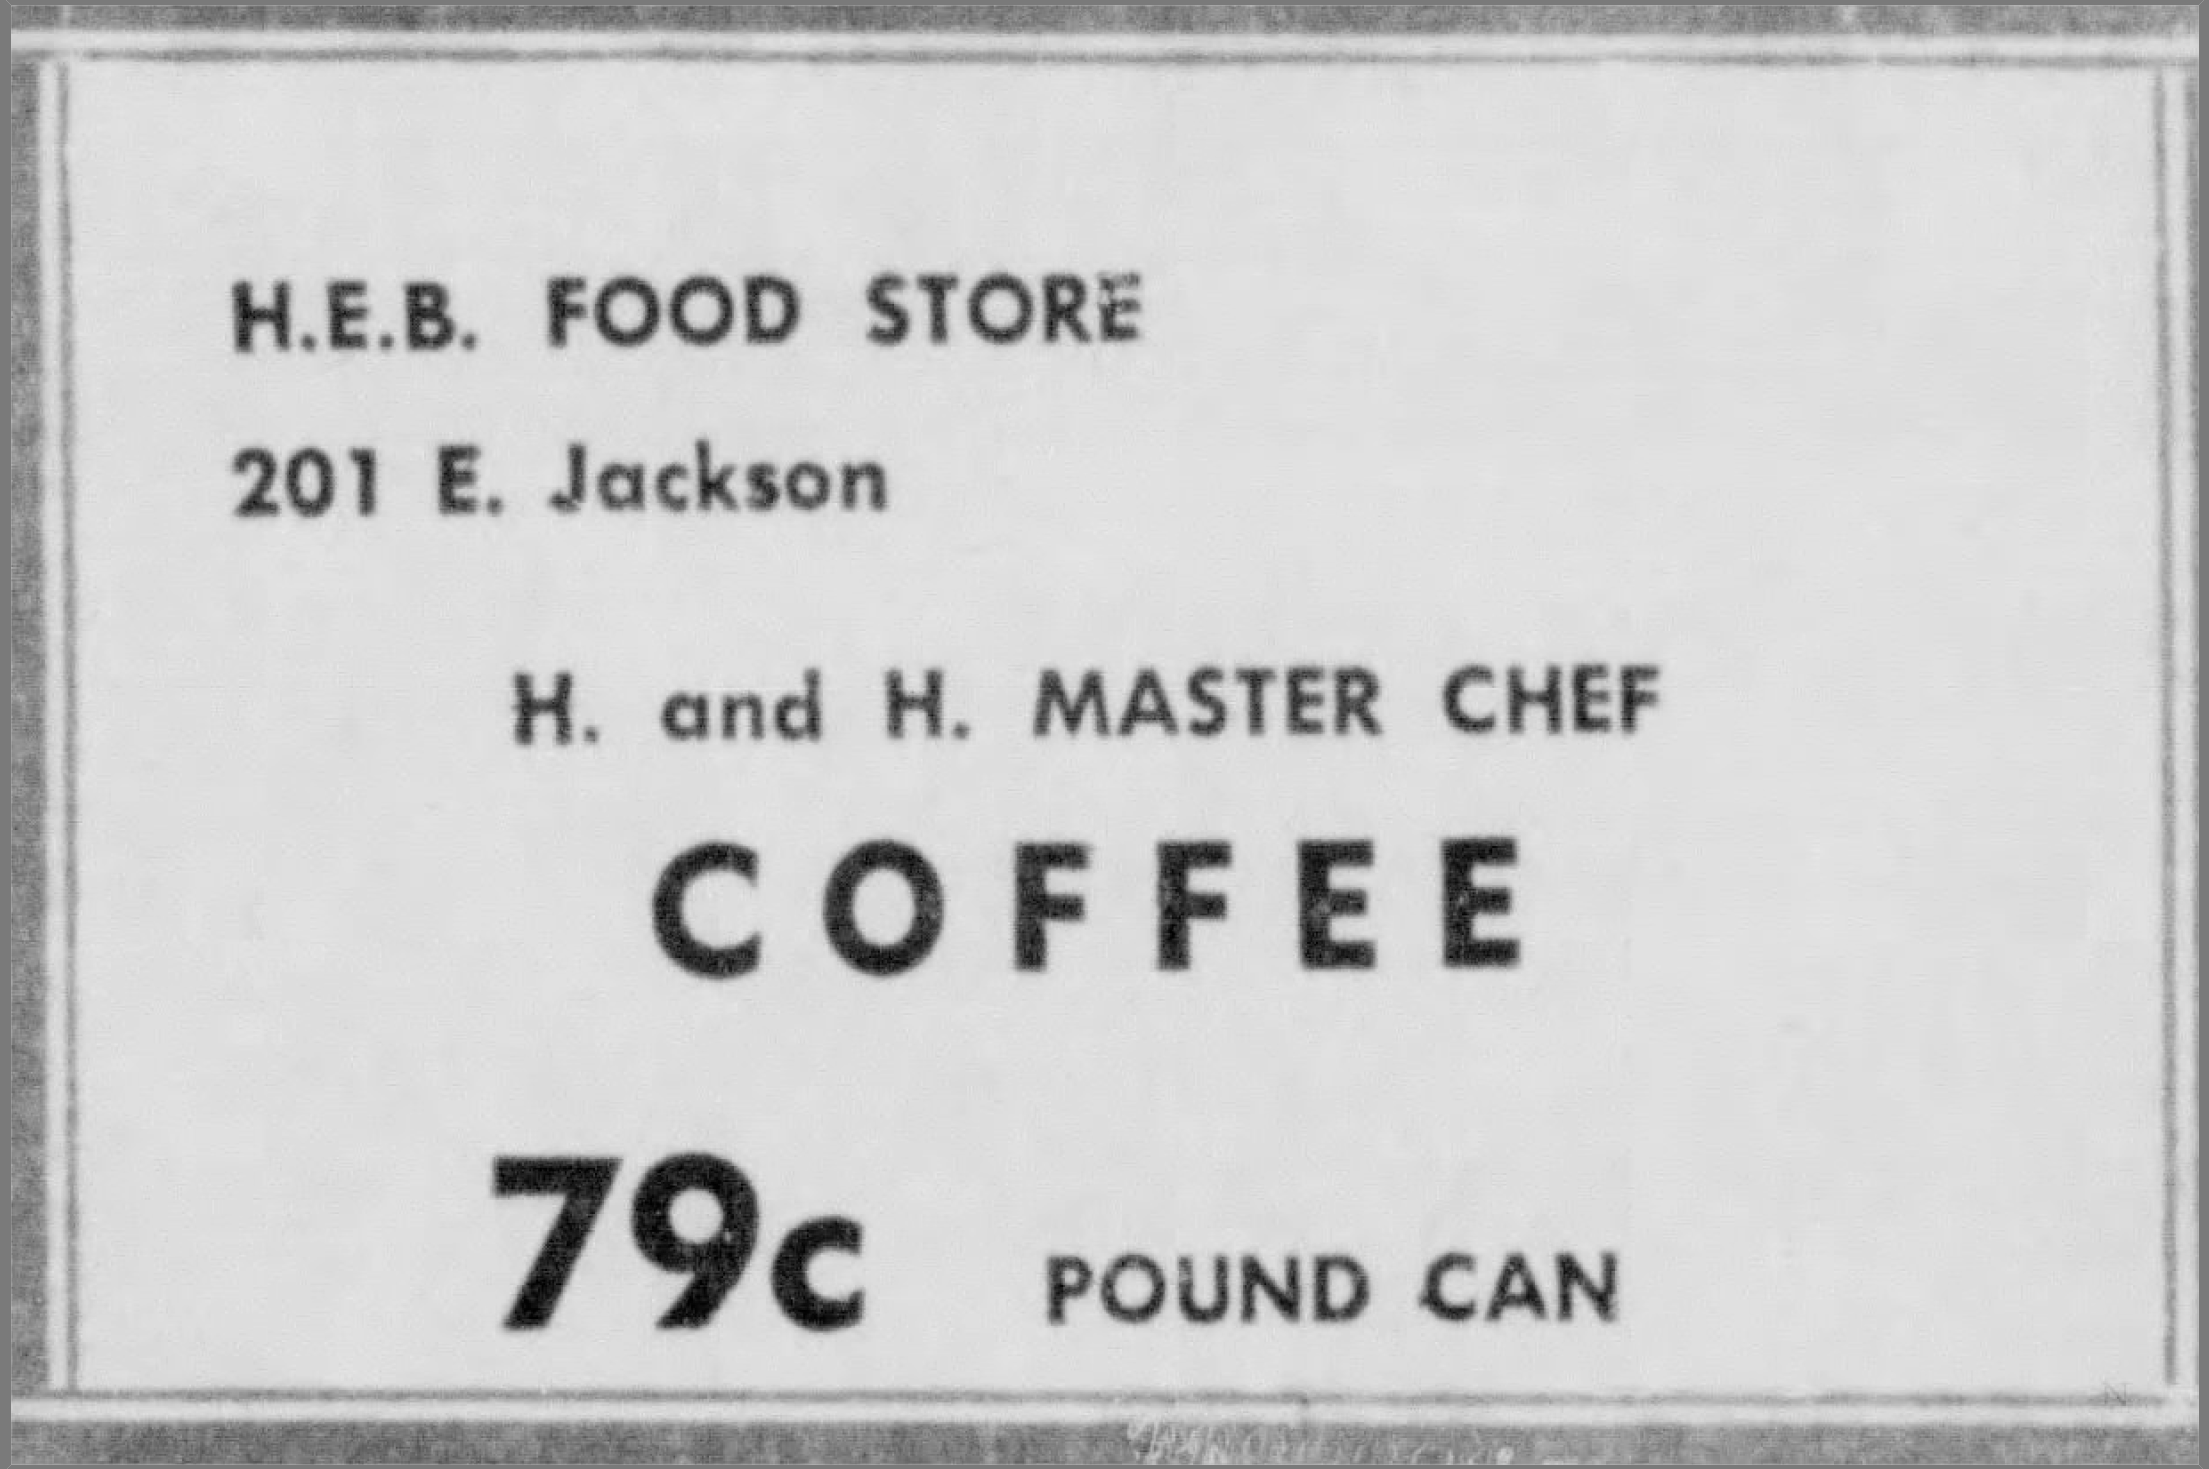 H.E.B. FOOD STORE
201 E. Jackson
H. and H. MASTER CHEF
COFFEE
79c POUND CAN